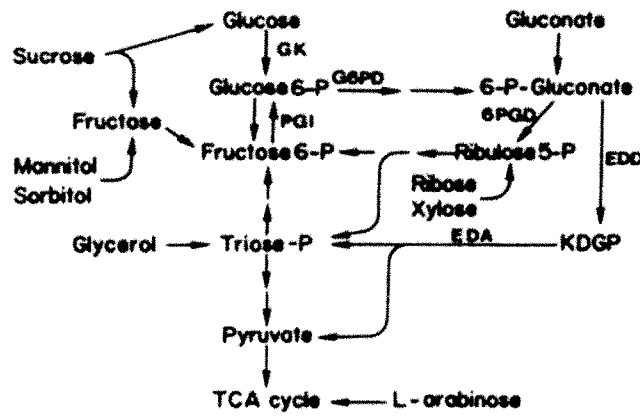 Glucose
Gluconate
Sucrose
GK
Glucose 6-P
G6PD
6-P-Gluconate
6PGD
Fructose
PGI
Fructose 6-P
Ribulose 5-P
EDD
Mannitol
Sorbitol
Ribose
Xylose
Glycerol
Triose-P
EDA
KDGP
Pyruvate
TCA cycle
L-arabinose